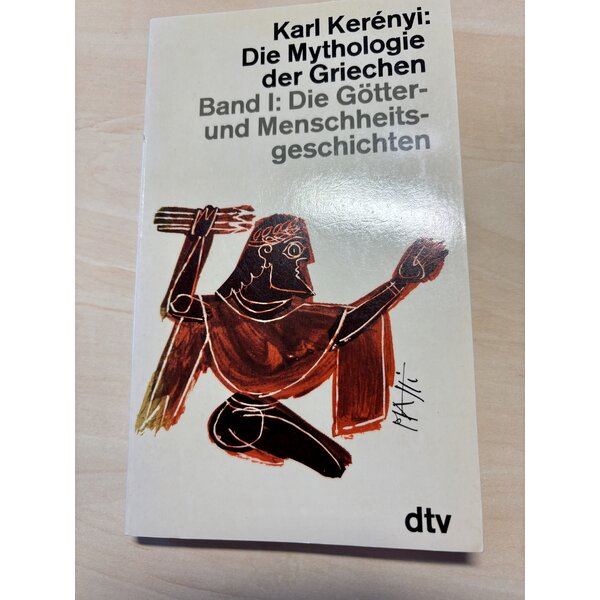 Karl Kerényi:
Die Mythologie
der Griechen
Band I: Die Götter-
und Menschheits-
geschichten
dtv